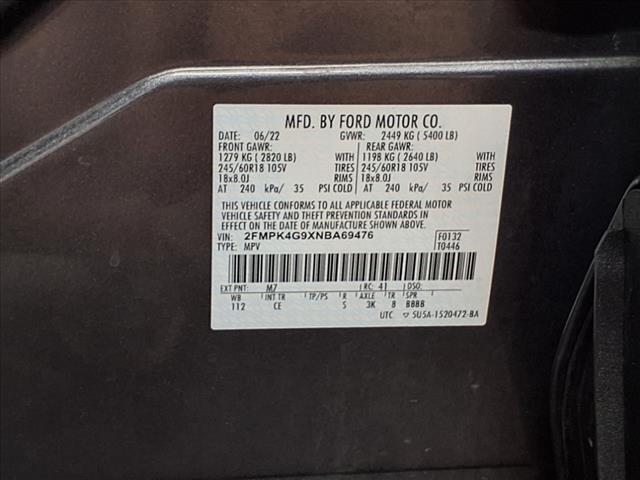 MFD. BY FORD MOTOR CO.
DATE: 06/22 GVWR: 2449 KG ( 5400 LB)
FRONT GAWR: REAR GAWR:
1279 KG ( 2820 LB) WITH 1198 KG ( 2640 LB) WITH
245/60R18 105V TIRES 245/60R18 105V TIRES
18x8.0J RIMS 18x8.0J RIMS
AT 240 kPa/ 35 PSI COLD AT 240 kPa/ 35 PSI COLD
THIS VEHICLE CONFORMS TO ALL APPLICABLE FEDERAL MOTOR
VEHICLE SAFETY AND THEFT PREVENTION STANDARDS IN
EFFECT ON THE DATE OF MANUFACTURE SHOWN ABOVE.
VIN: 2FMPK4G9XNBA69476 F0132
TYPE: MPV T0446
EXT PNT: M7 RC: 41 DSO:
WB INT TR TP/PS R AXLE TR SPR
112 CE S 3K 8 BBBB
UTC ▽ 5U5A-1520472-BA